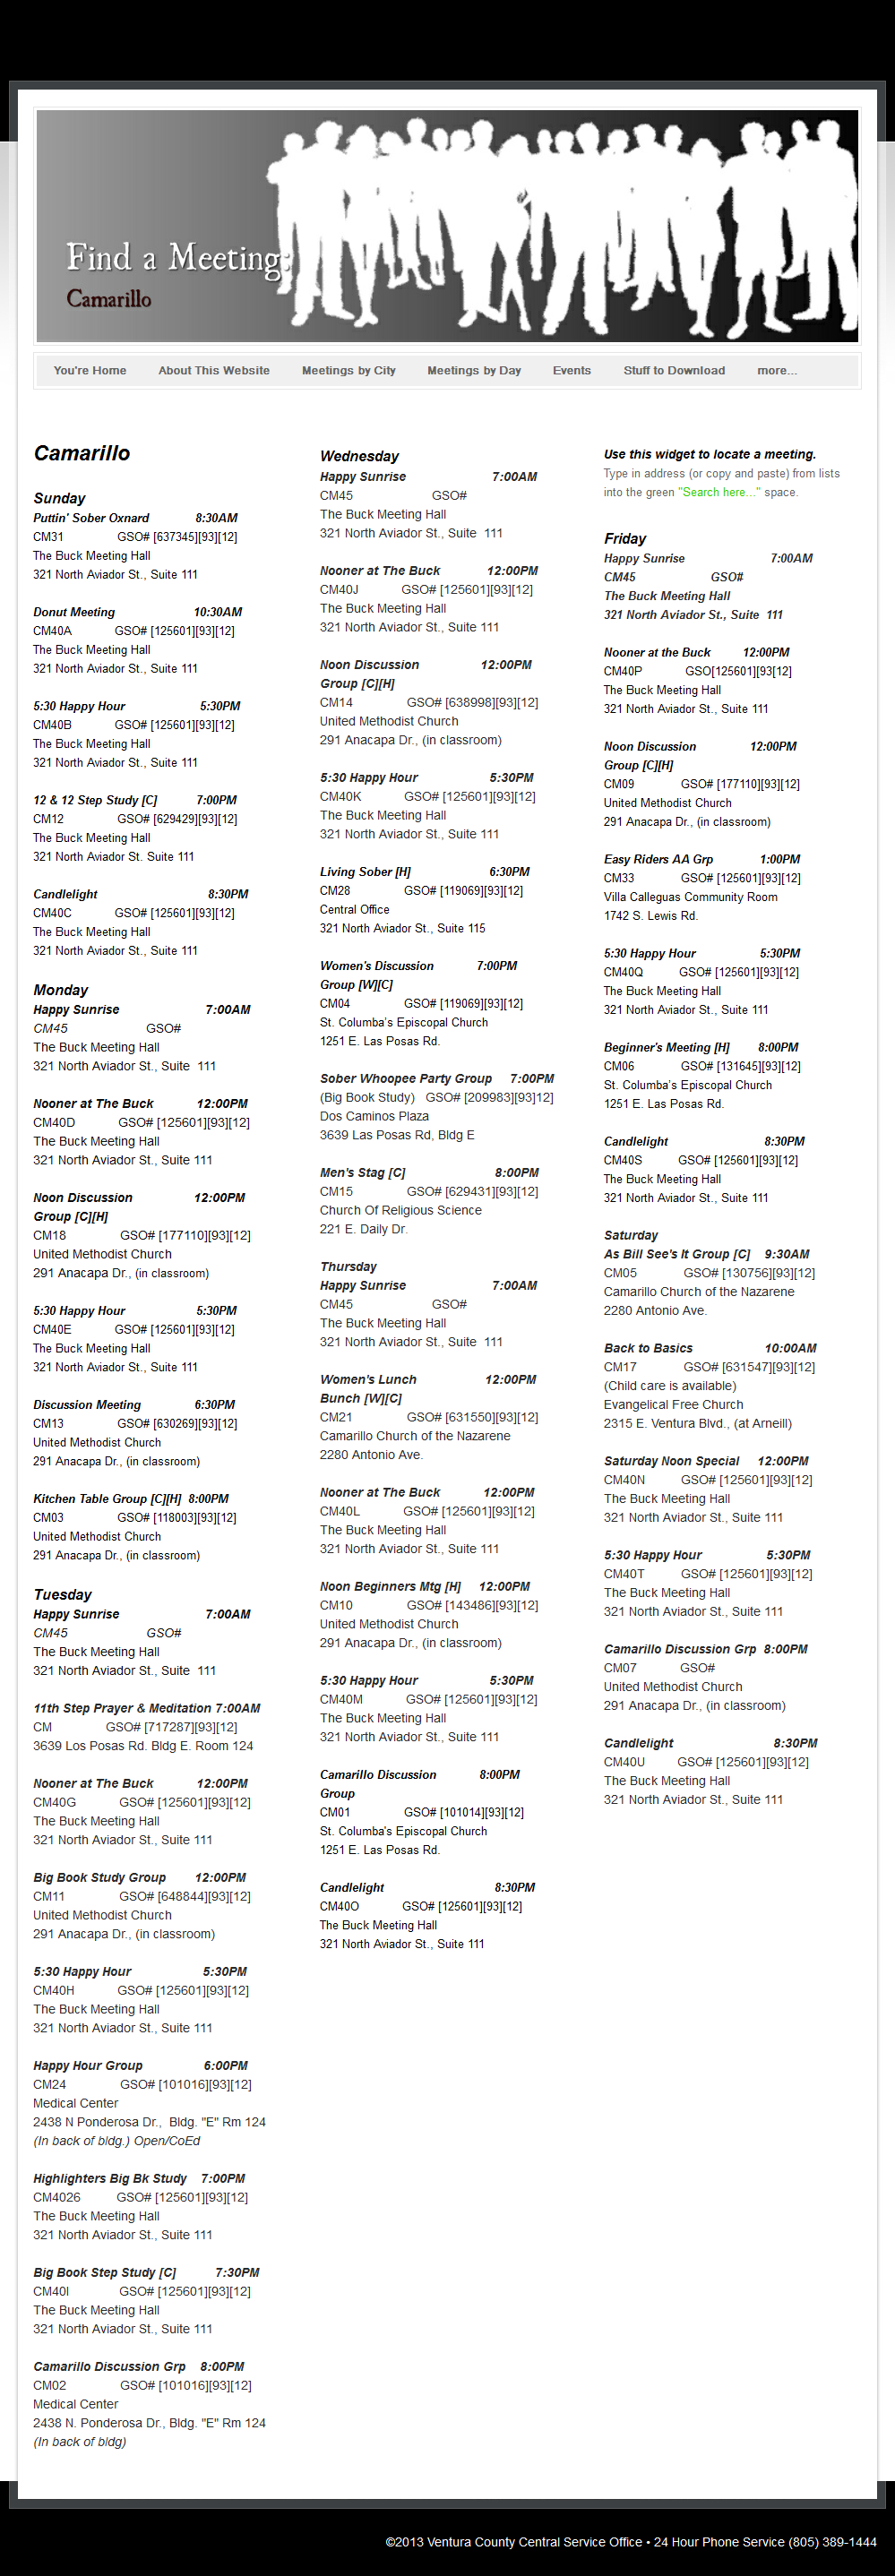 Find a Meeting:
Camarillo
You're Home About This Website Meetings by City Meetings by Day Events Stuff to Download more...
Camarillo
Sunday
Puttin' Sober Oxnard 8:30AM
CM31 GSO# [637345][93][12]
The Buck Meeting Hall
321 North Aviador St., Suite 111
Donut Meeting 10:30AM
CM40A GSO# [125601][93][12]
The Buck Meeting Hall
321 North Aviador St., Suite 111
5:30 Happy Hour 5:30PM
CM40B GSO# [125601][93][12]
The Buck Meeting Hall
321 North Aviador St., Suite 111
12 & 12 Step Study [C] 7:00PM
CM12 GSO# [629429][93][12]
The Buck Meeting Hall
321 North Aviador St. Suite 111
Candlelight 8:30PM
CM40C GSO# [125601][93][12]
The Buck Meeting Hall
321 North Aviador St., Suite 111
Monday
Happy Sunrise 7:00AM
CM45 GSO#
The Buck Meeting Hall
321 North Aviador St., Suite 111
Nooner at The Buck 12:00PM
CM40D GSO# [125601][93][12]
The Buck Meeting Hall
321 North Aviador St., Suite 111
Noon Discussion 12:00PM
Group [C][H]
CM18 GSO# [177110][93][12]
United Methodist Church
291 Anacapa Dr., (in classroom)
5:30 Happy Hour 5:30PM
CM40E GSO# [125601][93][12]
The Buck Meeting Hall
321 North Aviador St., Suite 111
Discussion Meeting 6:30PM
CM13 GSO# [630269][93][12]
United Methodist Church
291 Anacapa Dr., (in classroom)
Kitchen Table Group [C][H] 8:00PM
CM03 GSO# [118003][93][12]
United Methodist Church
291 Anacapa Dr., (in classroom)
Tuesday
Happy Sunrise 7:00AM
CM45 GSO#
The Buck Meeting Hall
321 North Aviador St., Suite 111
11th Step Prayer & Meditation 7:00AM
CM GSO# [717287][93][12]
3639 Los Posas Rd. Bldg E. Room 124
Nooner at The Buck 12:00PM
CM40G GSO# [125601][93][12]
The Buck Meeting Hall
321 North Aviador St., Suite 111
Big Book Study Group 12:00PM
CM11 GSO# [648844][93][12]
United Methodist Church
291 Anacapa Dr., (in classroom)
5:30 Happy Hour 5:30PM
CM40H GSO# [125601][93][12]
The Buck Meeting Hall
321 North Aviador St., Suite 111
Happy Hour Group 6:00PM
CM24 GSO# [101016][93][12]
Medical Center
2438 N Ponderosa Dr., Bldg. "E" Rm 124
(In back of bldg.) Open/CoEd
Highlighters Big Bk Study 7:00PM
CM4026 GSO# [125601][93][12]
The Buck Meeting Hall
321 North Aviador St., Suite 111
Big Book Step Study [C] 7:30PM
CM40I GSO# [125601][93][12]
The Buck Meeting Hall
321 North Aviador St., Suite 111
Camarillo Discussion Grp 8:00PM
CM02 GSO# [101016][93][12]
Medical Center
2438 N. Ponderosa Dr., Bldg. "E" Rm 124
(In back of bldg)
Wednesday
Happy Sunrise 7:00AM
CM45 GSO#
The Buck Meeting Hall
321 North Aviador St., Suite 111
Nooner at The Buck 12:00PM
CM40J GSO# [125601][93][12]
The Buck Meeting Hall
321 North Aviador St., Suite 111
Noon Discussion 12:00PM
Group [C][H]
CM14 GSO# [638998][93][12]
United Methodist Church
291 Anacapa Dr., (in classroom)
5:30 Happy Hour 5:30PM
CM40K GSO# [125601][93][12]
The Buck Meeting Hall
321 North Aviador St., Suite 111
Living Sober [H] 6:30PM
CM28 GSO# [119069][93][12]
Central Office
321 North Aviador St., Suite 115
Women's Discussion 7:00PM
Group [W][C]
CM04 GSO# [119069][93][12]
St. Columba's Episcopal Church
1251 E. Las Posas Rd.
Sober Whoopee Party Group 7:00PM
(Big Book Study) GSO# [209983][93]12]
Dos Caminos Plaza
3639 Las Posas Rd, Bldg E
Men's Stag [C] 8:00PM
CM15 GSO# [629431][93][12]
Church Of Religious Science
221 E. Daily Dr.
Thursday
Happy Sunrise 7:00AM
CM45 GSO#
The Buck Meeting Hall
321 North Aviador St., Suite 111
Women's Lunch 12:00PM
Bunch [W][C]
CM21 GSO# [631550][93][12]
Camarillo Church of the Nazarene
2280 Antonio Ave.
Nooner at The Buck 12:00PM
CM40L GSO# [125601][93][12]
The Buck Meeting Hall
321 North Aviador St., Suite 111
Noon Beginners Mtg [H] 12:00PM
CM10 GSO# [143486][93][12]
United Methodist Church
291 Anacapa Dr., (in classroom)
5:30 Happy Hour 5:30PM
CM40M GSO# [125601][93][12]
The Buck Meeting Hall
321 North Aviador St., Suite 111
Camarillo Discussion 8:00PM
Group
CM01 GSO# [101014][93][12]
St. Columba's Episcopal Church
1251 E. Las Posas Rd.
Candlelight 8:30PM
CM40O GSO# [125601][93][12]
The Buck Meeting Hall
321 North Aviador St., Suite 111
Use this widget to locate a meeting.
Type in address (or copy and paste) from lists
into the green "Search here..." space.
Friday
Happy Sunrise 7:00AM
CM45 GSO#
The Buck Meeting Hall
321 North Aviador St., Suite 111
Nooner at the Buck 12:00PM
CM40P GSO[125601][93[12]
The Buck Meeting Hall
321 North Aviador St., Suite 111
Noon Discussion 12:00PM
Group [C][H]
CM09 GSO# [177110][93][12]
United Methodist Church
291 Anacapa Dr., (in classroom)
Easy Riders AA Grp 1:00PM
CM33 GSO# [125601][93][12]
Villa Calleguas Community Room
1742 S. Lewis Rd.
5:30 Happy Hour 5:30PM
CM40Q GSO# [125601][93][12]
The Buck Meeting Hall
321 North Aviador St., Suite 111
Beginner's Meeting [H] 8:00PM
CM06 GSO# [131645][93][12]
St. Columba's Episcopal Church
1251 E. Las Posas Rd.
Candlelight 8:30PM
CM40S GSO# [125601][93][12]
The Buck Meeting Hall
321 North Aviador St., Suite 111
Saturday
As Bill See's It Group [C] 9:30AM
CM05 GSO# [130756][93][12]
Camarillo Church of the Nazarene
2280 Antonio Ave.
Back to Basics 10:00AM
CM17 GSO# [631547][93][12]
(Child care is available)
Evangelical Free Church
2315 E. Ventura Blvd., (at Arneill)
Saturday Noon Special 12:00PM
CM40N GSO# [125601][93][12]
The Buck Meeting Hall
321 North Aviador St., Suite 111
5:30 Happy Hour 5:30PM
CM40T GSO# [125601][93][12]
The Buck Meeting Hall
321 North Aviador St., Suite 111
Camarillo Discussion Grp 8:00PM
CM07 GSO#
United Methodist Church
291 Anacapa Dr., (in classroom)
Candlelight 8:30PM
CM40U GSO# [125601][93][12]
The Buck Meeting Hall
321 North Aviador St., Suite 111
©2013 Ventura County Central Service Office • 24 Hour Phone Service (805) 389-1444